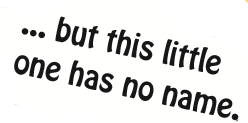 ... but this little
one has no name.